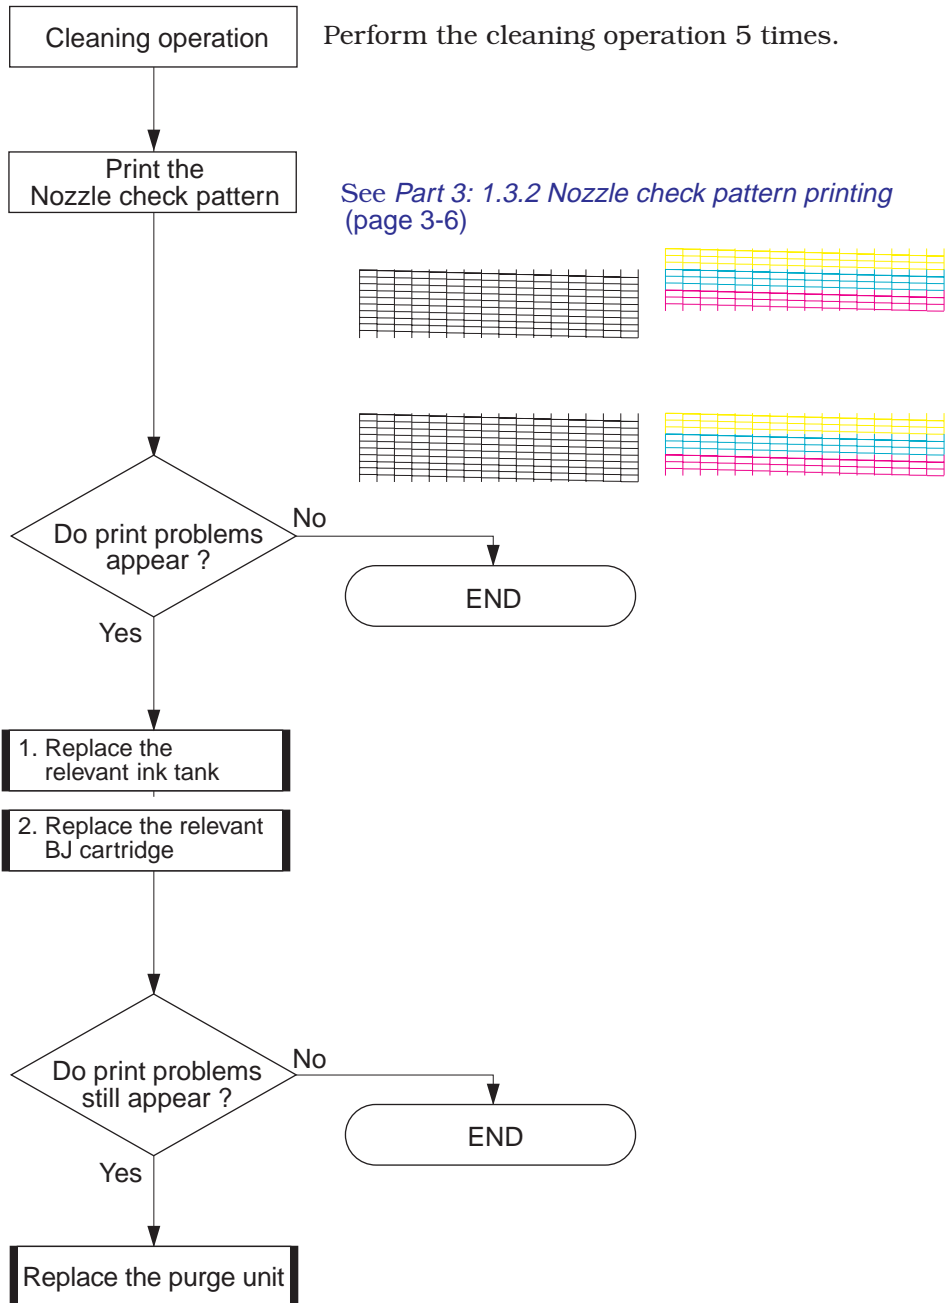 Cleaning operation
Perform the cleaning operation 5 times.
Print the
Nozzle check pattern
See Part 3: 1.3.2 Nozzle check pattern printing
(page 3-6)
Do print problems
appear ?
No
END
Yes
1. Replace the
relevant ink tank
2. Replace the relevant
BJ cartridge
Do print problems
still appear ?
No
END
Yes
Replace the purge unit